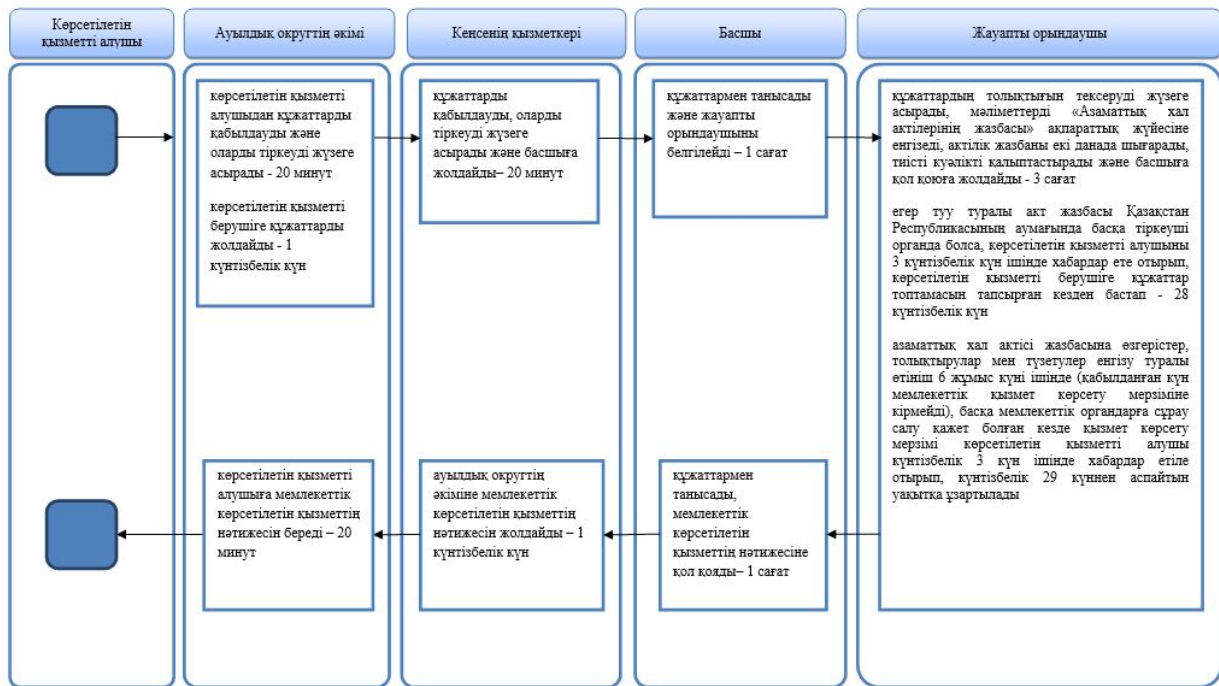 Көрсетілетін
қызметті алушы
Ауылдық округтің әкімі
Кеңсенің қызметкері
Басшы
Жауапты орындаушы
көрсетілетін қызметті
алушыдан құжаттарды
қабылдауды және
оларды тіркеуді жүзеге
асырады - 20 минут
көрсетілетін қызметті
берушіге құжаттарды
жолдайды - 1
күнтізбелік күн
құжаттарды
қабылдауды, оларды
тіркеуді жүзеге
асырады және басшыға
жолдайды– 20 минут
құжаттармен танысады
және жауапты
орындаушыны
белгілейді – 1 сағат
құжаттардың толықтығын тексеруді жүзеге
асырады, мәліметтерді «Азаматтық хал
актілерінің жазбасы» ақпараттық жүйесіне
енгізеді, актілік жазбаны екі данада шығарады,
тиісті куәлікті қалыптастырады және басшыға
қол қоюға жолдайды - 3 сағат
егер туу туралы акт жазбасы Қазақстан
Республикасының аумағында басқа тіркеуші
органда болса, көрсетілетін қызметті алушыны
3 күнтізбелік күн ішінде хабардар ете отырып,
көрсетілетін қызметті берушіге құжаттар
топтамасын тапсырған кезден бастап - 28
күнтізбелік күн
азаматтық хал актісі жазбасына өзгерістер,
толықтырулар мен түзетулер енгізу туралы
өтініш 6 жұмыс күні ішінде (қабылданған күн
мемлекеттік қызмет көрсету мерзіміне
кірмейді), басқа мемлекеттік органдарға сұрау
салу қажет болған кезде қызмет көрсету
мерзімі көрсетілетін қызметті алушы
күнтізбелік 3 күн ішінде хабардар етіле
отырып, күнтізбелік 29 күннен аспайтын
уақытқа ұзартылады
көрсетілетін қызметті
алушыға мемлекеттік
көрсетілетін қызметтің
нәтижесін береді – 20
минут
ауылдық округтің
әкіміне мемлекеттік
көрсетілетін қызметтің
нәтижесін жолдайды – 1
күнтізбелік күн
құжаттармен
танысады,
мемлекеттік
көрсетілетін
қызметтің нәтижесіне
қол қояды– 1 сағат